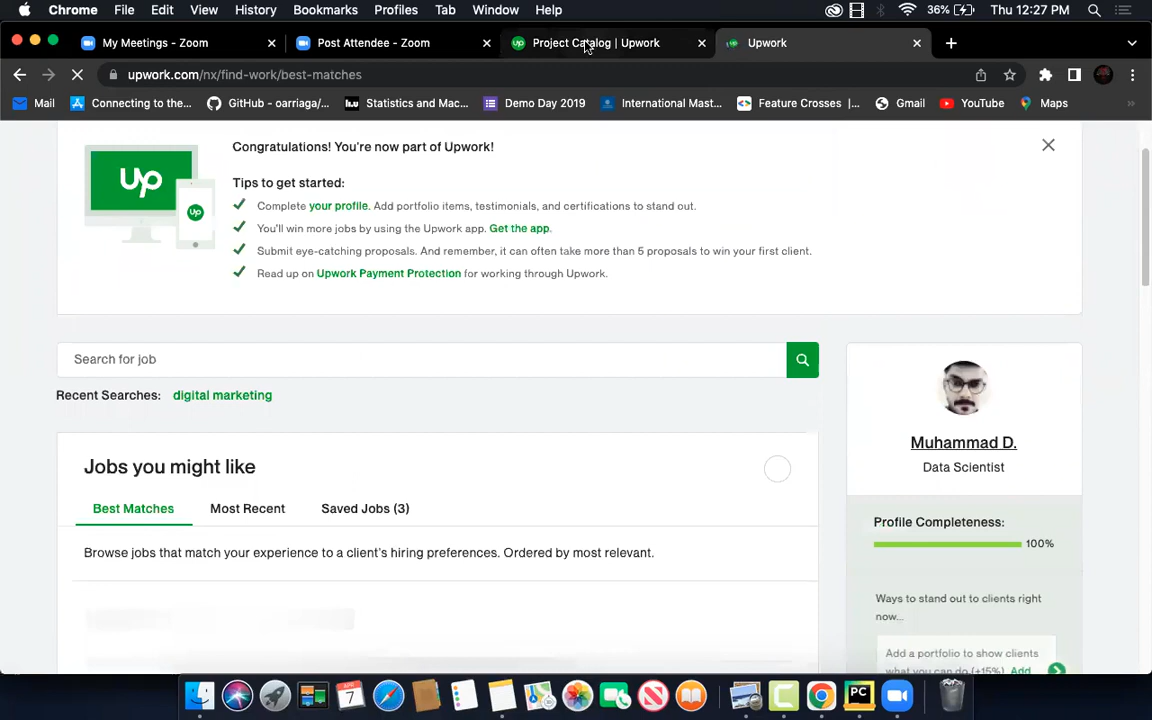 Chrome File Edit View History Bookmarks Profiles Tab Window Help 36% Thu 12:27 PM
My Meetings - Zoom Post Attendee - Zoom Project Catalog | Upwork Upwork
upwork.com/nx/find-work/best-matches
Mail Connecting to the... GitHub - oarriaga/... Statistics and Mac... Demo Day 2019 International Mast... Feature Crosses |... Gmail YouTube Maps
Congratulations! You're now part of Upwork!
up
Up
Tips to get started:
Complete your profile. Add portfolio items, testimonials, and certifications to stand out.
You'll win more jobs by using the Upwork app. Get the app.
Submit eye-catching proposals. And remember, it can often take more than 5 proposals to win your first client.
Read up on Upwork Payment Protection for working through Upwork.
Search for job
Recent Searches: digital marketing
Muhammad D.
Data Scientist
Jobs you might like
Best Matches Most Recent Saved Jobs (3)
Browse jobs that match your experience to a client's hiring preferences. Ordered by most relevant.
Profile Completeness:
100%
Ways to stand out to clients right
now...
Add a portfolio to show clients
what you can do (+15%) Add
7
PC